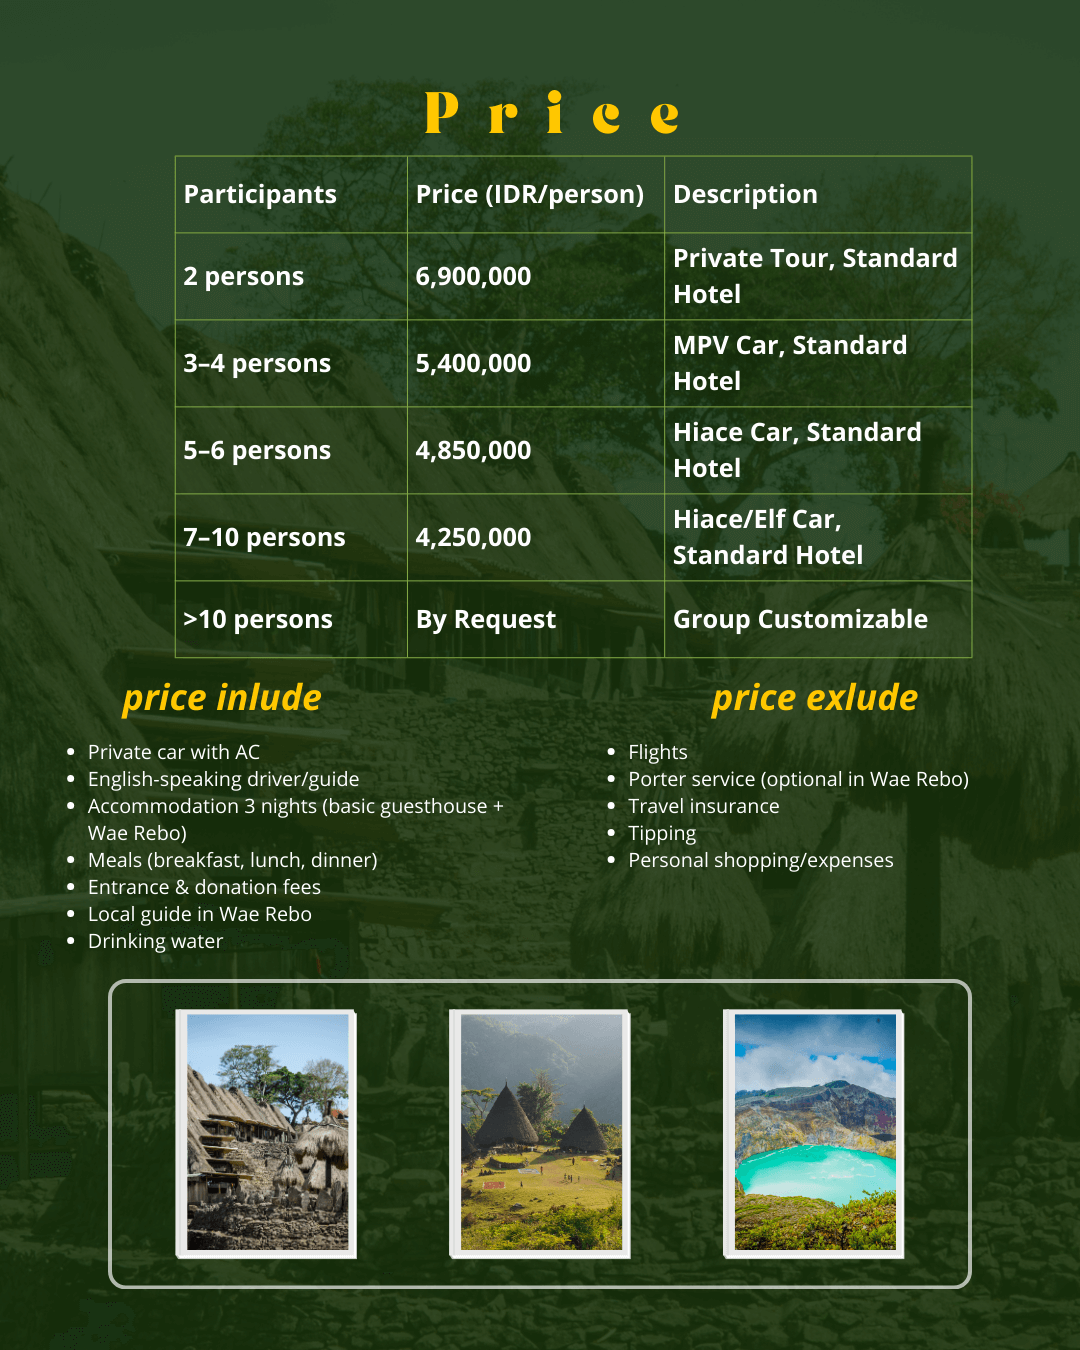 Price
Participants Price (IDR/person) Description
2 persons 6,900,000 Private Tour, Standard
Hotel
3–4 persons 5,400,000 MPV Car, Standard
Hotel
5–6 persons 4,850,000 Hiace Car, Standard
Hotel
7–10 persons 4,250,000 Hiace/Elf Car,
Standard Hotel
>10 persons By Request Group Customizable
price inlude
• Private car with AC
• English-speaking driver/guide
• Accommodation 3 nights (basic guesthouse +
Wae Rebo)
• Meals (breakfast, lunch, dinner)
• Entrance & donation fees
• Local guide in Wae Rebo
• Drinking water
price exlude
• Flights
• Porter service (optional in Wae Rebo)
• Travel insurance
• Tipping
• Personal shopping/expenses